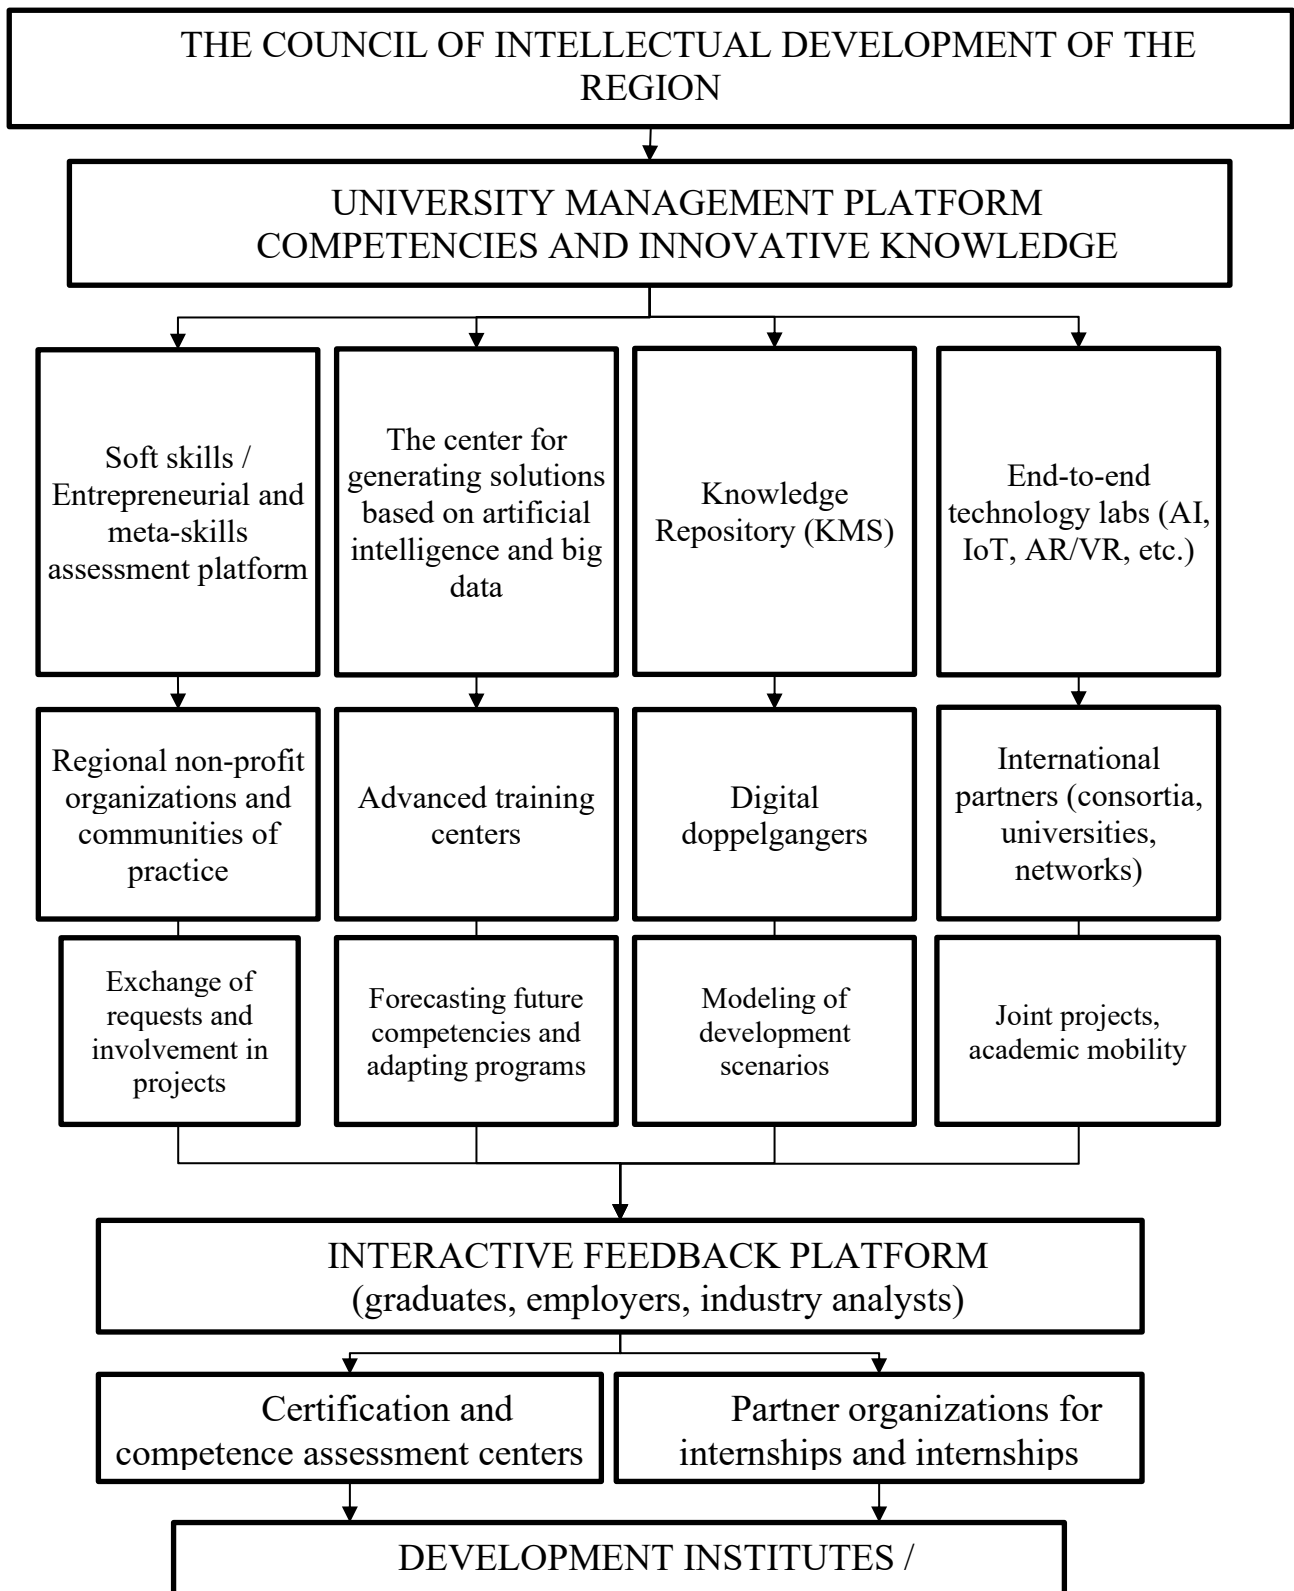 THE COUNCIL OF INTELLECTUAL DEVELOPMENT OF THE
REGION
UNIVERSITY MANAGEMENT PLATFORM
COMPETENCIES AND INNOVATIVE KNOWLEDGE
Soft skills /
Entrepreneurial and
meta-skills
assessment platform
The center for
generating solutions
based on artificial
intelligence and big
data
Knowledge
Repository (KMS)
End-to-end
technology labs (AI,
IoT, AR/VR, etc.)
Regional non-profit
organizations and
communities of
practice
Advanced training
centers
Digital
doppelgangers
International
partners (consortia,
universities,
networks)
Exchange of
requests and
involvement in
projects
Forecasting future
competencies and
adapting programs
Modeling of
development
scenarios
Joint projects,
academic mobility
INTERACTIVE FEEDBACK PLATFORM
(graduates, employers, industry analysts)
Certification and
competence assessment centers
Partner organizations for
internships and internships
DEVELOPMENT INSTITUTES /